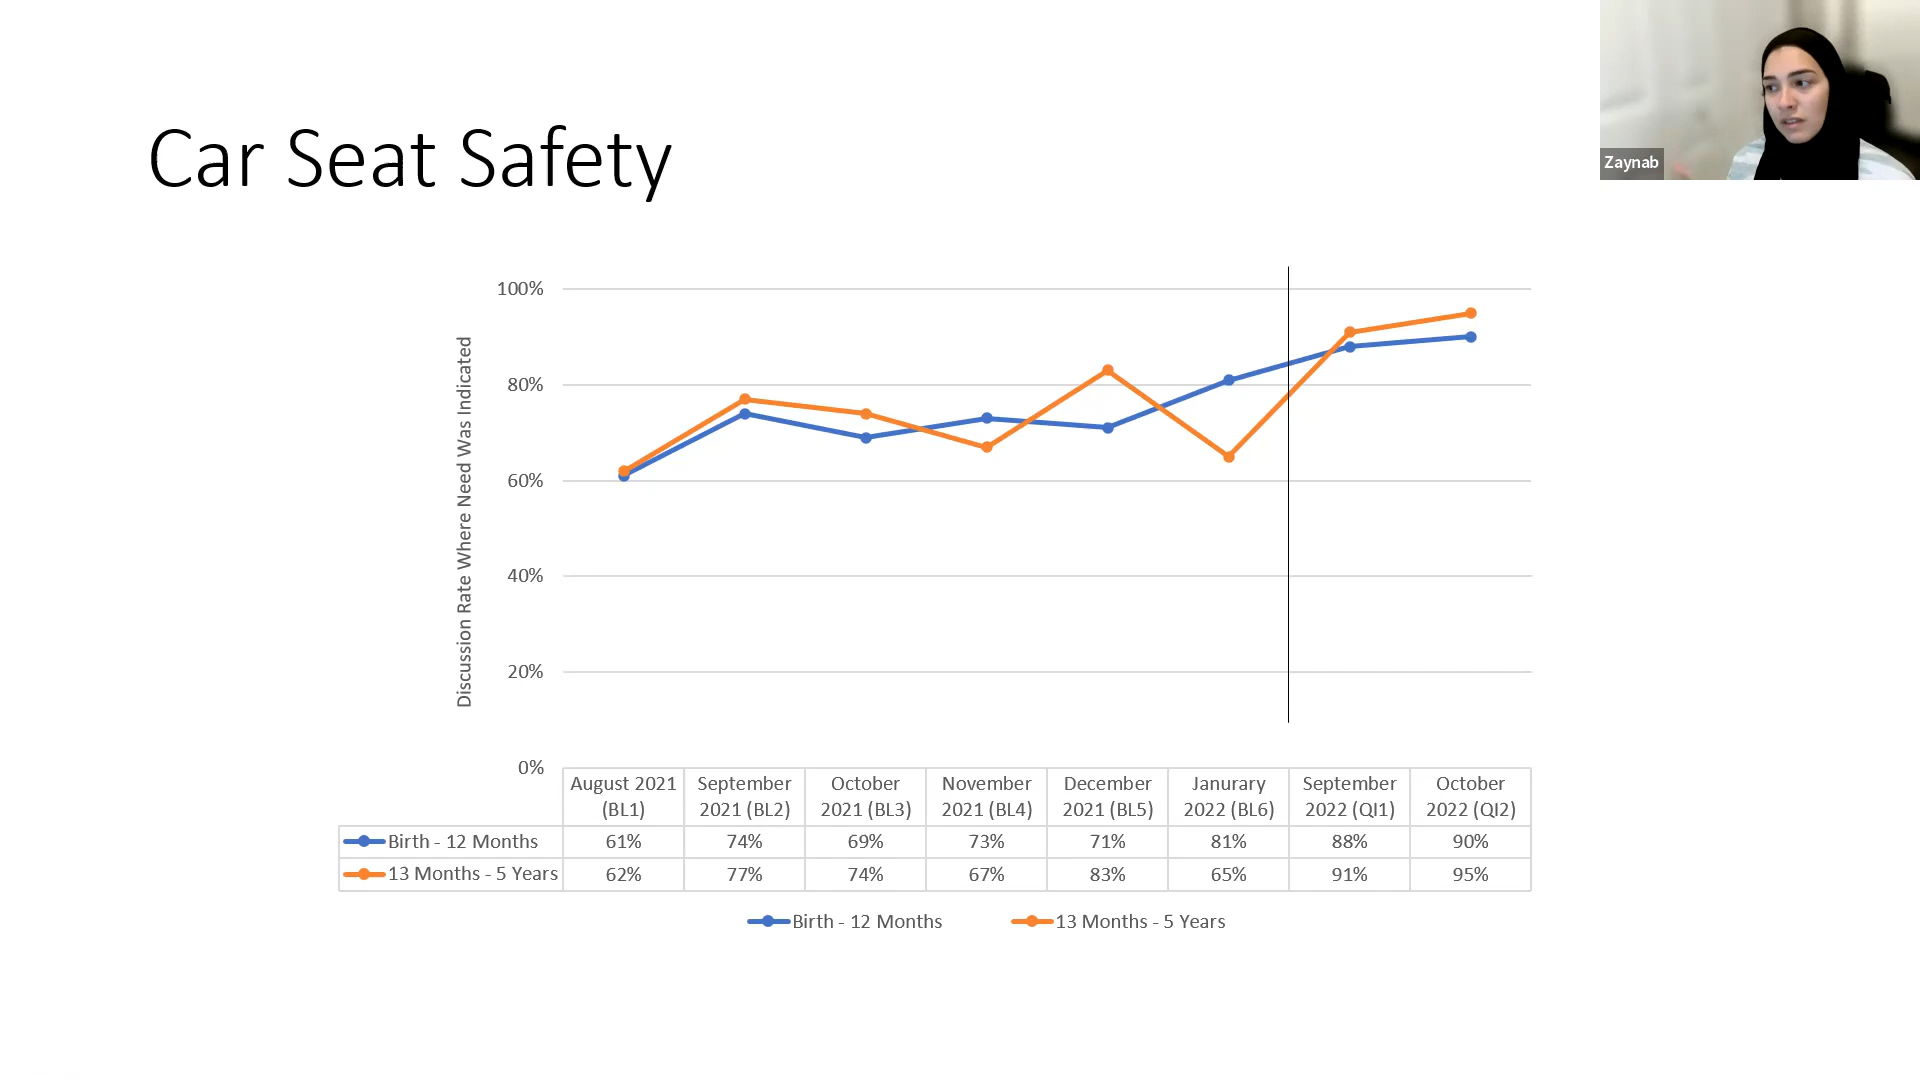 Car Seat Safety
Zaynab
Discussion Rate Where Need Was Indicated
100%
80%
60%
40%
20%
0%
August 2021 (BL1)
September 2021 (BL2)
October 2021 (BL3)
November 2021 (BL4)
December 2021 (BL5)
Janurary 2022 (BL6)
September 2022 (QI1)
October 2022 (QI2)
Birth - 12 Months 61% 74% 69% 73% 71% 81% 88% 90%
13 Months - 5 Years 62% 77% 74% 67% 83% 65% 91% 95%
Birth - 12 Months 13 Months - 5 Years